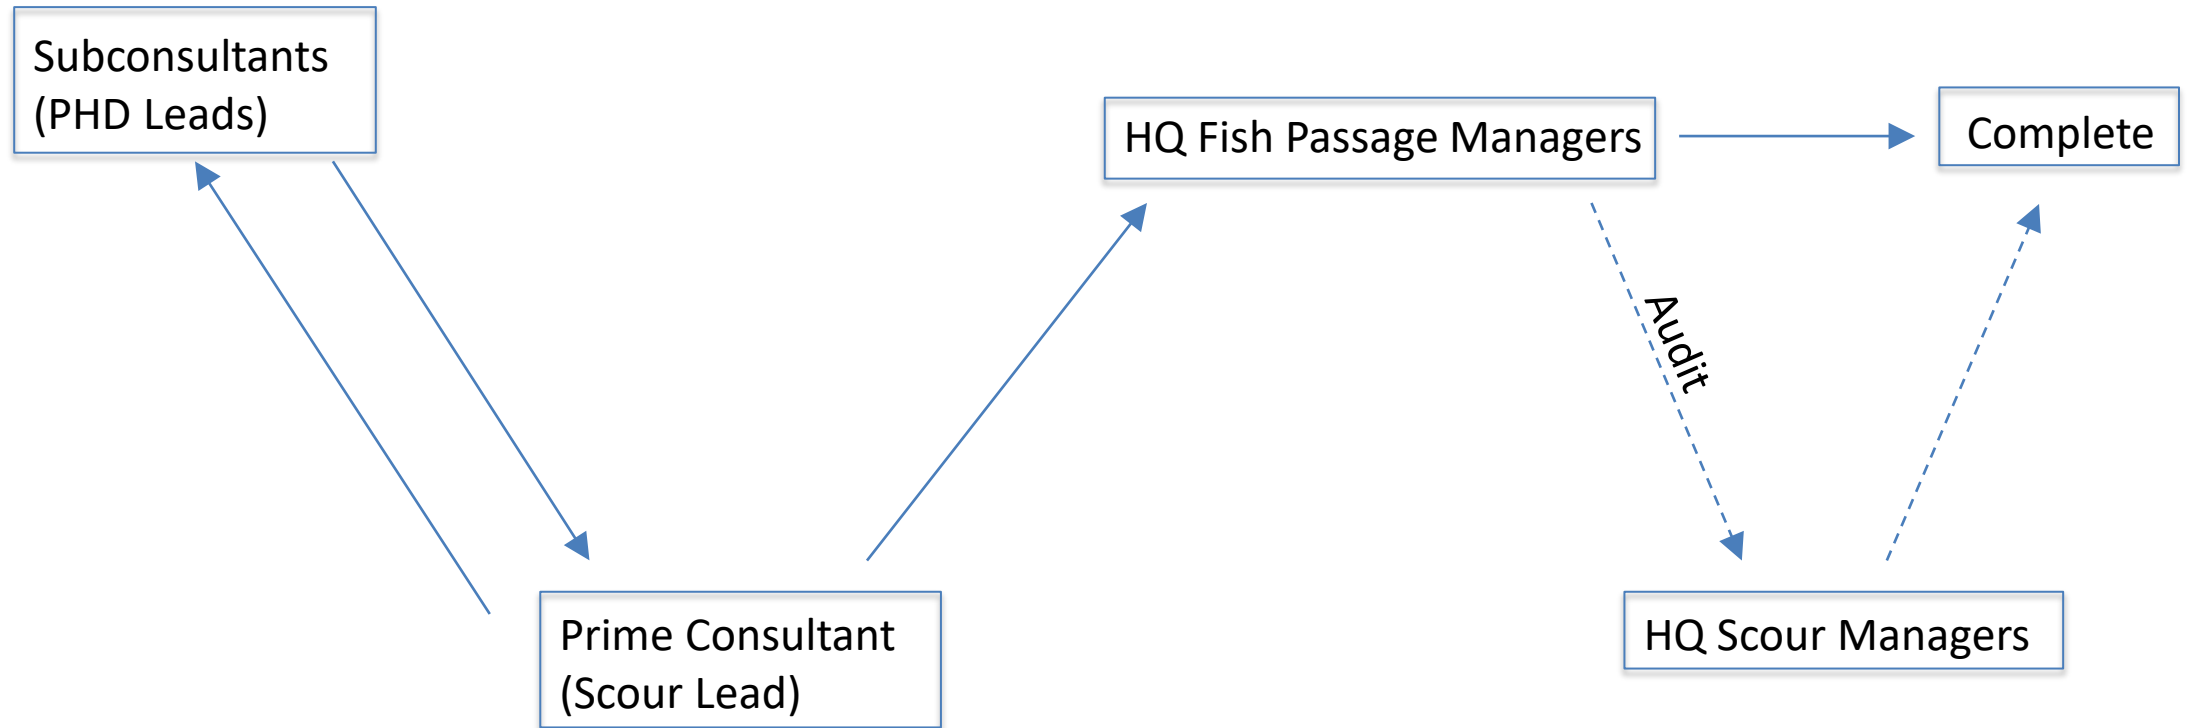 Subconsultants
(PHD Leads)
HQ Fish Passage Managers
Complete
Audit
Prime Consultant
(Scour Lead)
HQ Scour Managers